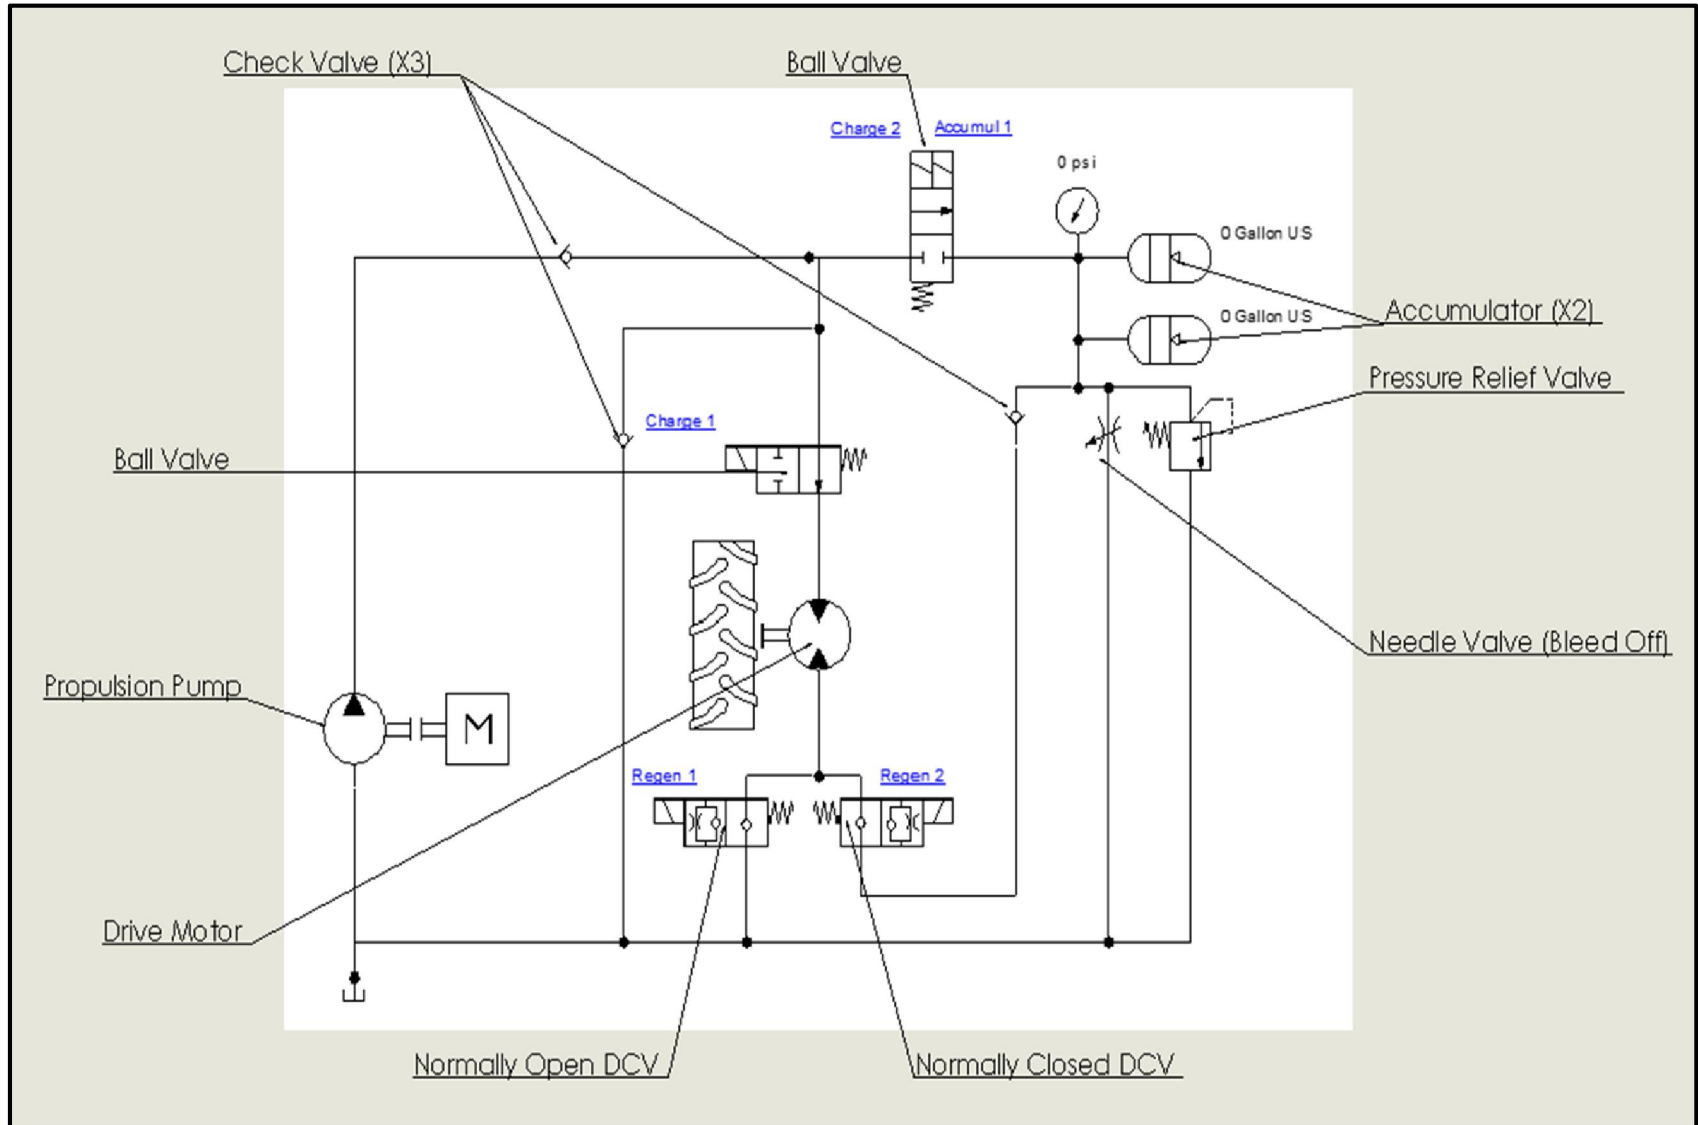 Check Valve (X3)
Ball Valve
Charge 2
Accumul 1
0 psi
0 Gallon US
0 Gallon US
Accumulator (X2)
Pressure Relief Valve
Charge 1
Ball Valve
Needle Valve (Bleed Off)
Propulsion Pump
M
Regen 1
Regen 2
Drive Motor
Normally Open DCV
Normally Closed DCV